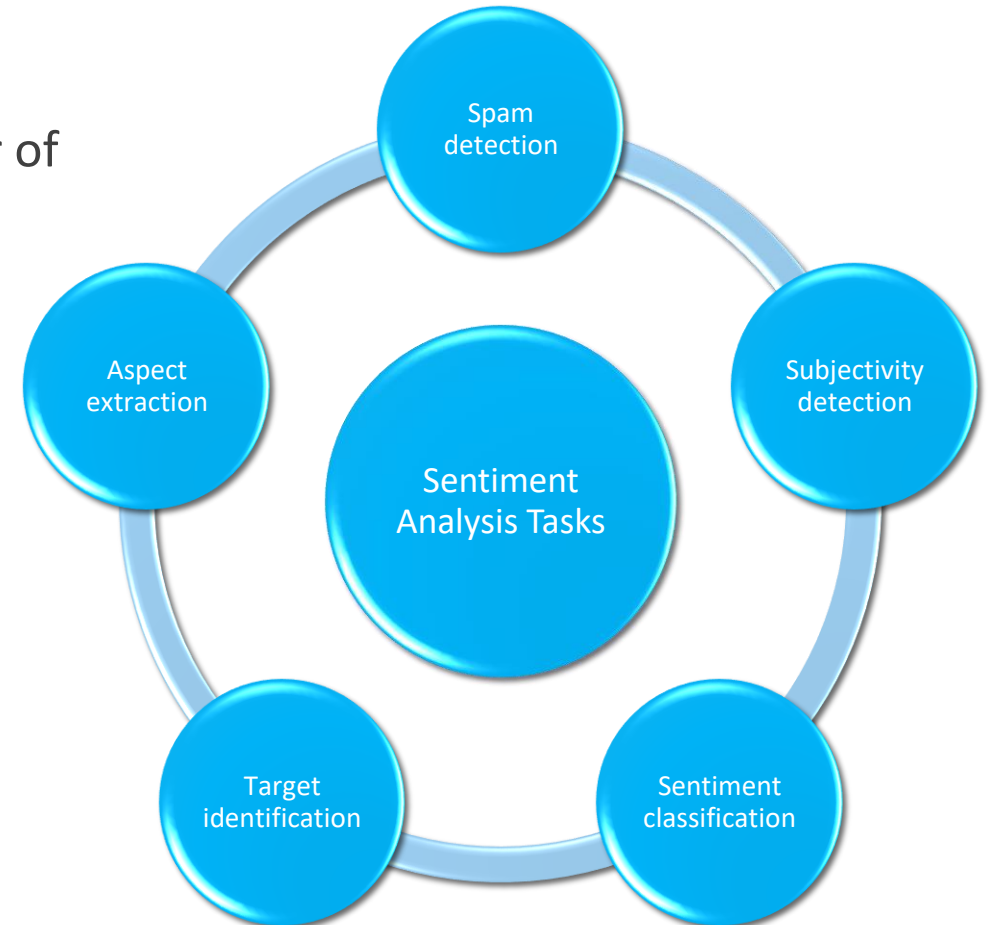 r of
Spam
detection
Subjectivity
detection
Sentiment
classification
Target
identification
Aspect
extraction
Sentiment
Analysis Tasks